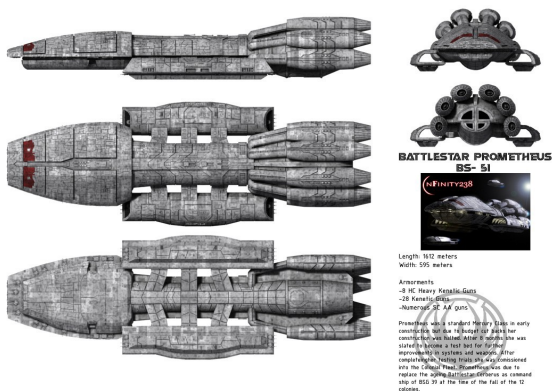 BATTLESTAR PROMETHEUS
BS- 51
INFINITY238
Length: 1612 meters
Width: 595 meters
Armorments
-8 HC Heavy Kenetic Guns
-28 Kenetic Guns
-Numerous SC AA guns
Prometheus was a standard Mercury Class in early
construction but due to budget cut backs her
construction was halted. After 8 months she was
slated to become a test bed for further
improvements in systems and weapons. After
completeingher testing trials she was comissioned
into the Colonial Fleet. Prometheus was due to
replace the ageing Battlestar Cerberus as command
ship of BSG 39 at the time of the fall of the 12
colonies.